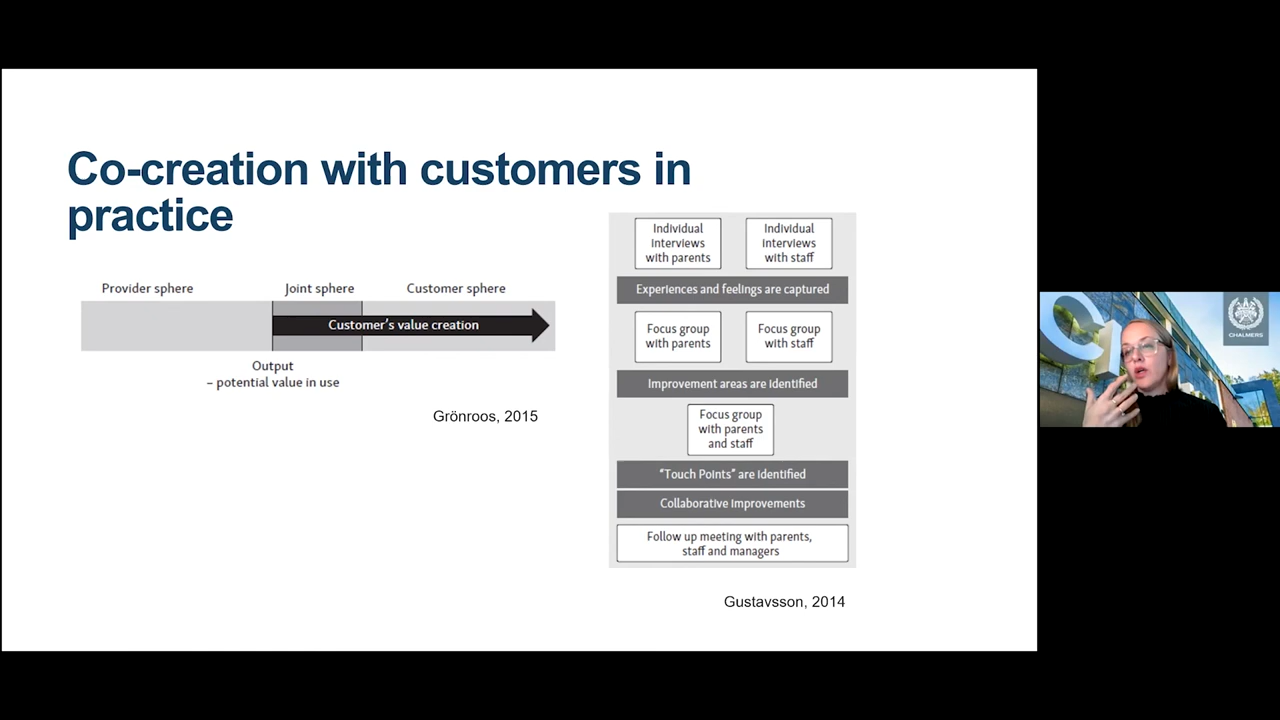 Co-creation with customers in
practice
Provider sphere
Joint sphere
Customer sphere
Customer's value creation
Output
– potential value in use
Grönroos, 2015
Individual
interviews
with parents
Individual
interviews
with staff
Experiences and feelings are captured
Focus group
with parents
Focus group
with staff
Improvement areas are identified
Focus group
with parents
and staff
“Touch Points” are identified
Collaborative improvements
Follow up meeting with parents,
staff and managers
Gustavsson, 2014
CHALMERS